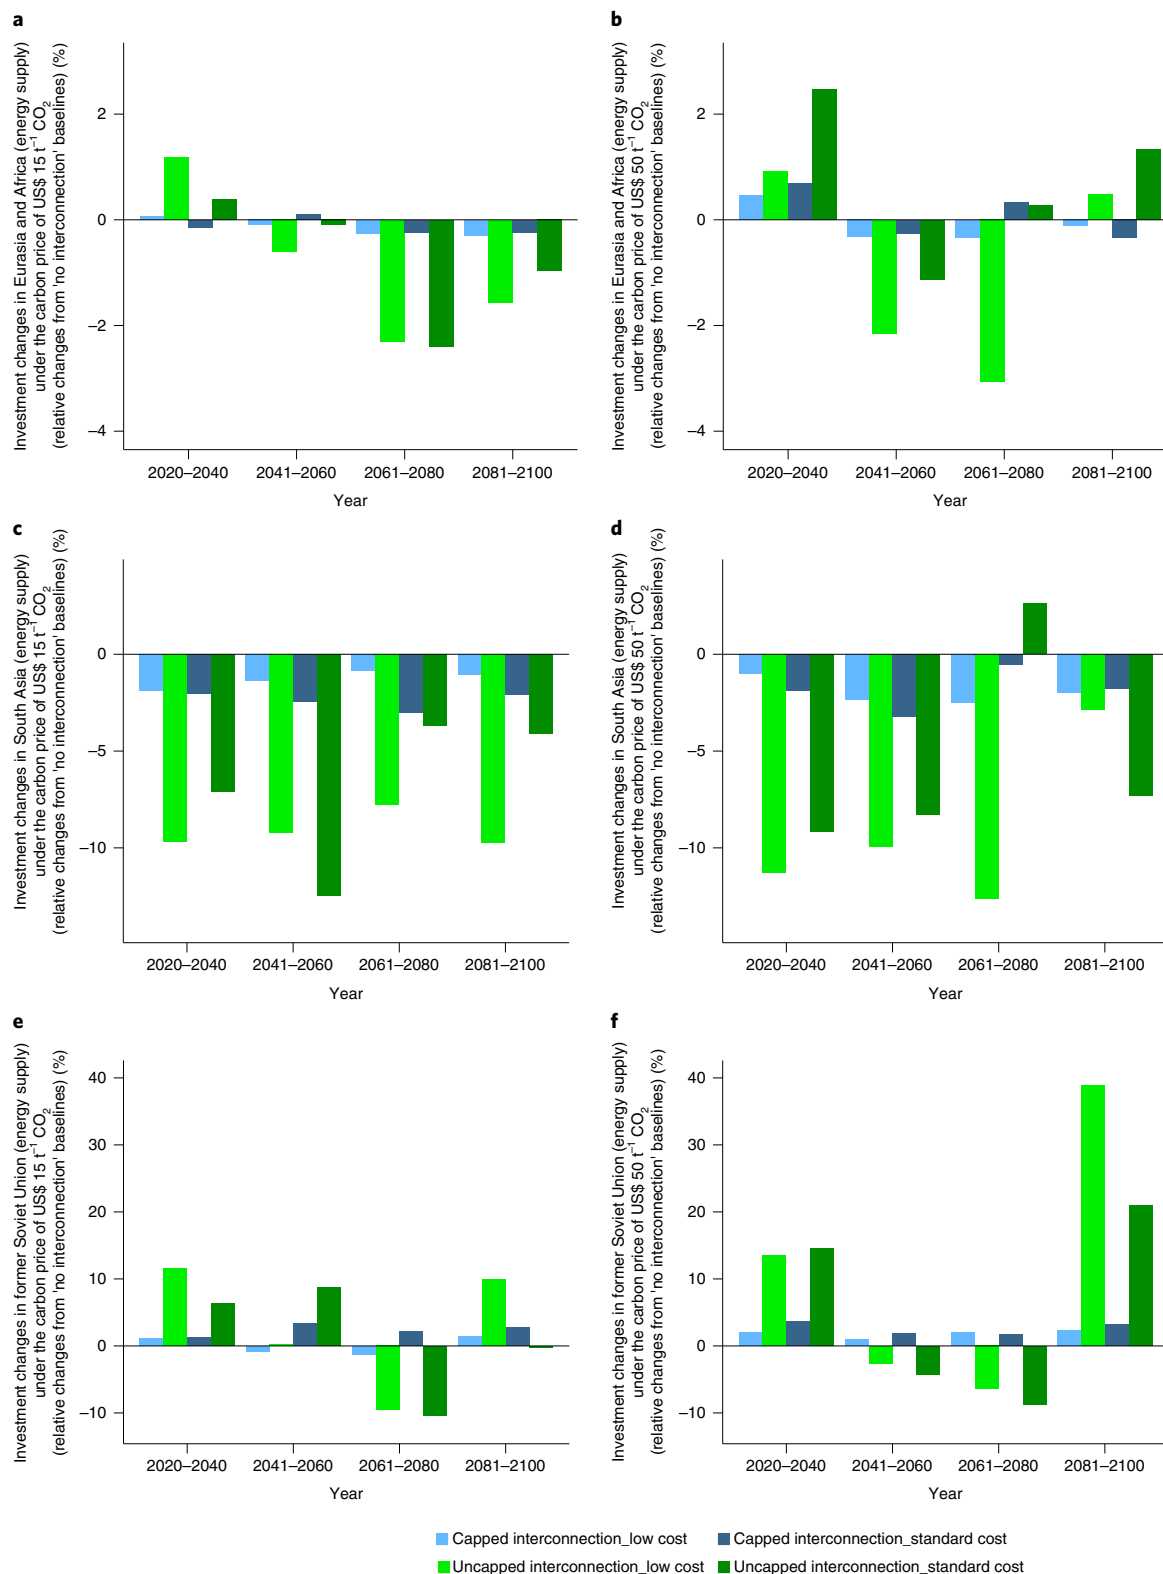 a
Investment changes in Eurasia and Africa (energy supply)
under the carbon price of US$ 15 t⁻¹ CO₂
(relative changes from 'no interconnection' baselines) (%)
2
0
−2
−4
2020–2040
2041–2060
2061–2080
2081–2100
Year
b
Investment changes in Eurasia and Africa (energy supply)
under the carbon price of US$ 50 t⁻¹ CO₂
(relative changes from 'no interconnection' baselines) (%)
2
0
−2
−4
2020–2040
2041–2060
2061–2080
2081–2100
Year
c
Investment changes in South Asia (energy supply)
under the carbon price of US$ 15 t⁻¹ CO₂
(relative changes from 'no interconnection' baselines) (%)
0
−5
−10
2020–2040
2041–2060
2061–2080
2081–2100
Year
d
Investment changes in South Asia (energy supply)
under the carbon price of US$ 50 t⁻¹ CO₂
(relative changes from 'no interconnection' baselines) (%)
0
−5
−10
2020–2040
2041–2060
2061–2080
2081–2100
Year
e
Investment changes in former Soviet Union (energy supply)
under the carbon price of US$ 15 t⁻¹ CO₂
(relative changes from 'no interconnection' baselines) (%)
40
30
20
10
0
−10
2020–2040
2041–2060
2061–2080
2081–2100
Year
f
Investment changes in former Soviet Union (energy supply)
under the carbon price of US$ 50 t⁻¹ CO₂
(relative changes from 'no interconnection' baselines) (%)
40
30
20
10
0
−10
2020–2040
2041–2060
2061–2080
2081–2100
Year
Capped interconnection_low cost
Capped interconnection_standard cost
Uncapped interconnection_low cost
Uncapped interconnection_standard cost